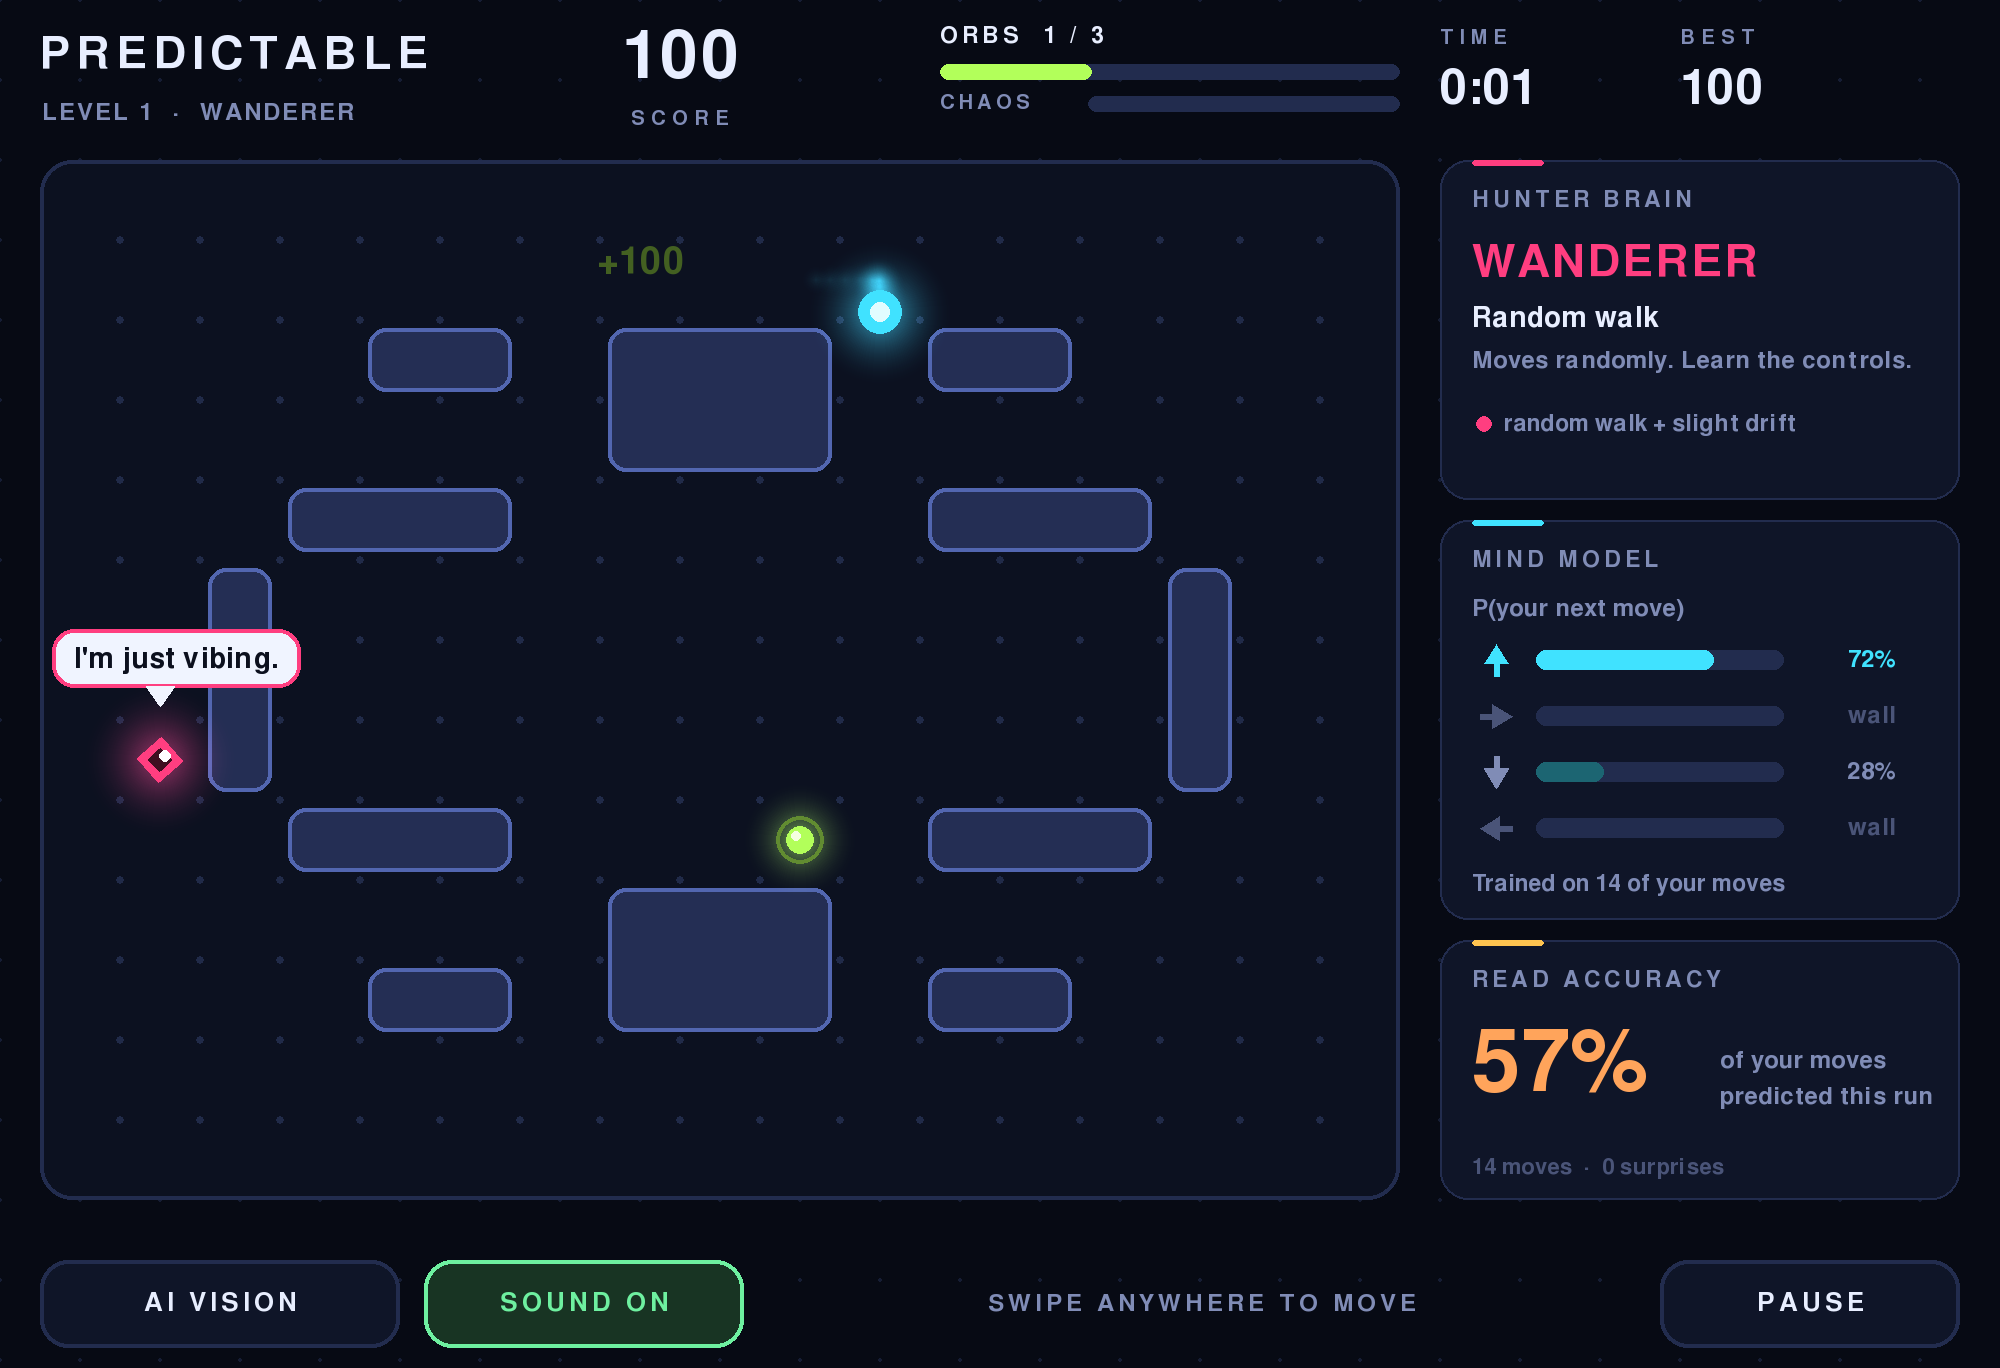 PREDICTABLE
LEVEL 1 · WANDERER
100
SCORE
ORBS 1 / 3
CHAOS
TIME
0:01
BEST
100
+100
I'm just vibing.
HUNTER BRAIN
WANDERER
Random walk
Moves randomly. Learn the controls.
random walk + slight drift
MIND MODEL
P(your next move)
72%
wall
28%
wall
Trained on 14 of your moves
READ ACCURACY
57%
of your moves
predicted this run
14 moves · 0 surprises
AI VISION
SOUND ON
SWIPE ANYWHERE TO MOVE
PAUSE